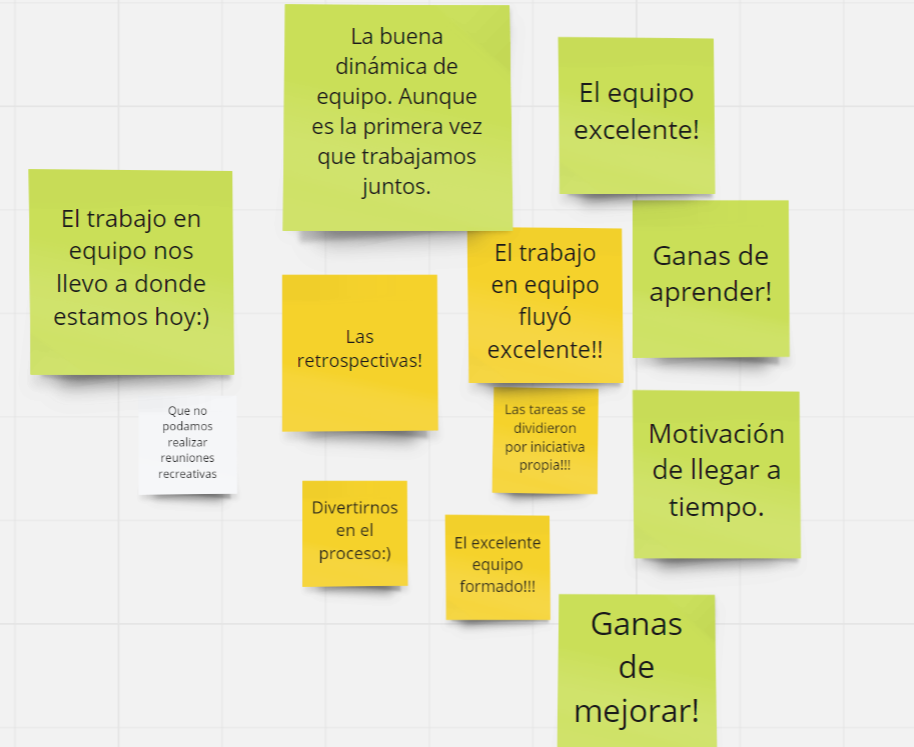 La buena
dinámica de
equipo. Aunque
es la primera vez
que trabajamos
juntos.
El equipo
excelente!
El trabajo en
equipo nos
llevo a donde
estamos hoy:)
Las
retrospectivas!
El trabajo
en equipo
fluyó
excelente!!
Ganas de
aprender!
Que no
podamos
realizar
reuniones
recreativas
Las tareas se
dividieron
por iniciativa
propia!!!
Motivación
de llegar a
tiempo.
Divertirnos
en el
proceso:)
El excelente
equipo
formado!!!
Ganas
de
mejorar!